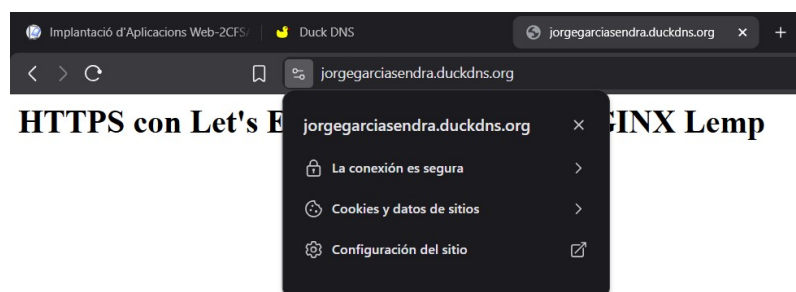 Implantació d'Aplicacions Web-2CFS/
Duck DNS
jorgegarciasendra.duckdns.org
jorgegarciasendra.duckdns.org
HTTPS con Let's E
GINX Lemp
jorgegarciasendra.duckdns.org
La conexión es segura
Cookies y datos de sitios
Configuración del sitio